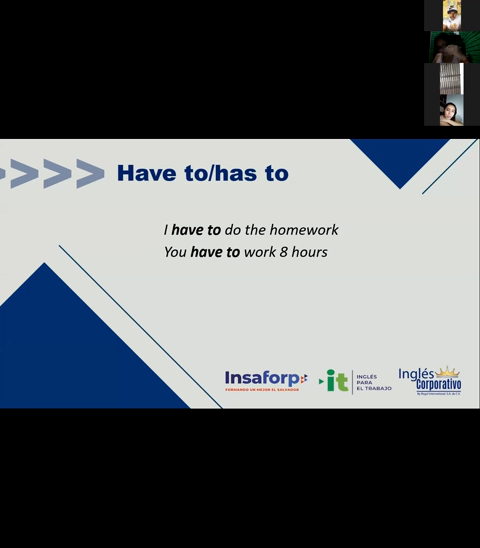 >>>> Have to/has to
I have to do the homework
You have to work 8 hours
Insaforp
FORMANDO UN MEJOR EL SALVADOR
it
INGLÉS
PARA
EL TRABAJO
Inglés
Corporativo